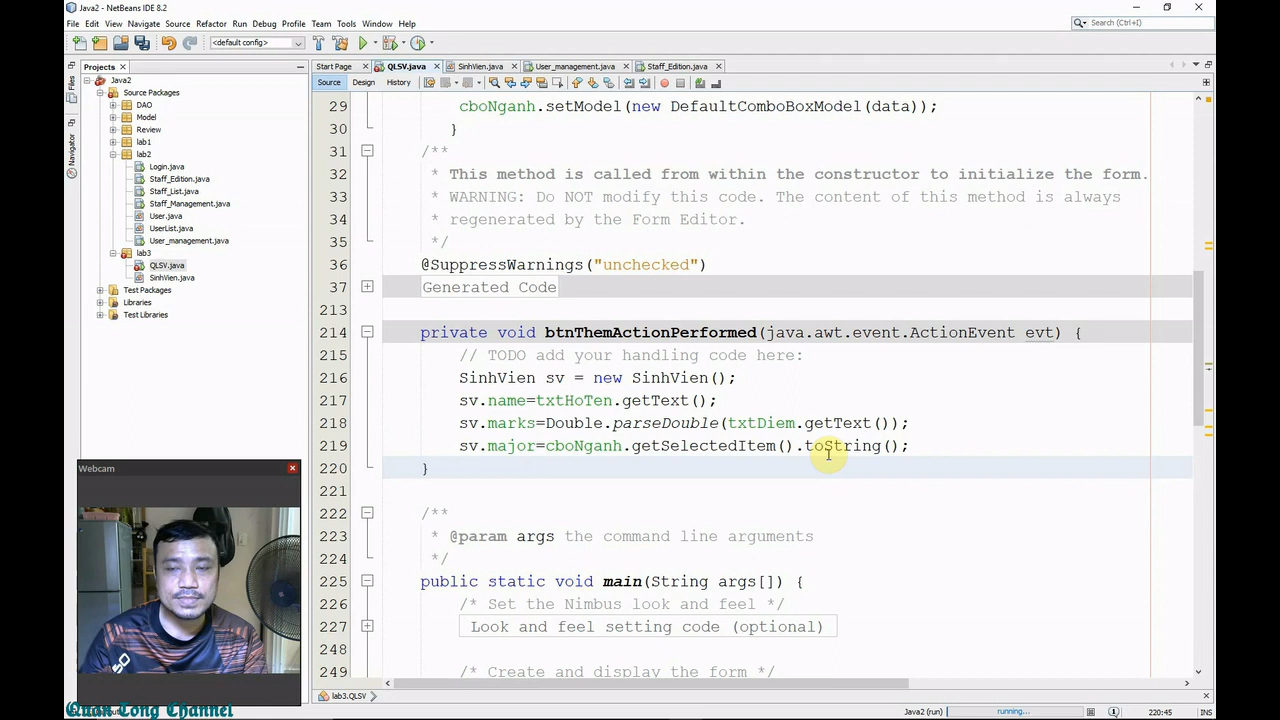 Java2 - NetBeans IDE 8.2
File Edit View Navigate Source Refactor Run Debug Profile Team Tools Window Help
<default config>
Search (Ctrl+I)
Projects
Start Page
QLSV.java
SinhVien.java
User_management.java
Staff_Edition.java
Source Design History
Files
Navigator
Java2
Source Packages
DAO
Model
Review
lab1
lab2
Login.java
Staff_Edition.java
Staff_List.java
Staff_Management.java
User.java
UserList.java
User_management.java
lab3
QLSV.java
SinhVien.java
Test Packages
Libraries
Test Libraries
29 cboNganh.setModel(new DefaultComboBoxModel(data));
30 }
31 /**
32 * This method is called from within the constructor to initialize the form.
33 * WARNING: Do NOT modify this code. The content of this method is always
34 * regenerated by the Form Editor.
35 */
36 @SuppressWarnings("unchecked")
37 Generated Code
213
214 private void btnThemActionPerformed(java.awt.event.ActionEvent evt) {
215 // TODO add your handling code here:
216 SinhVien sv = new SinhVien();
217 sv.name=txtHoTen.getText();
218 sv.marks=Double.parseDouble(txtDiem.getText());
219 sv.major=cboNganh.getSelectedItem().toString();
220 }
221
222 /**
223 * @param args the command line arguments
224 */
225 public static void main(String args[]) {
226 /* Set the Nimbus look and feel */
227 Look and feel setting code (optional)
248
249 /* Create and display the form */
Webcam
lab3.QLSV
Quan Tong Channel
Java2 (run) running... 220:45 INS